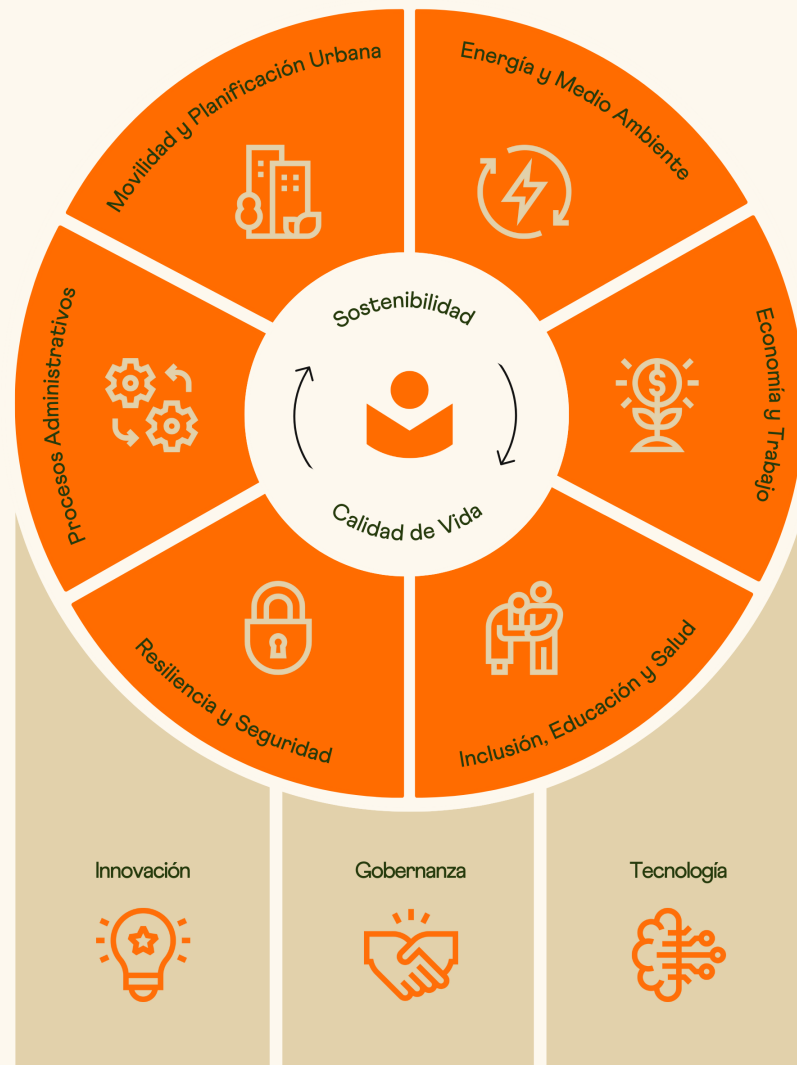 Movilidad y Planificación Urbana
Energía y Medio Ambiente
Procesos Administrativos
Sostenibilidad
Economía y Trabajo
Calidad de Vida
Resiliencia y Seguridad
Inclusión, Educación y Salud
Innovación
Gobernanza
Tecnología